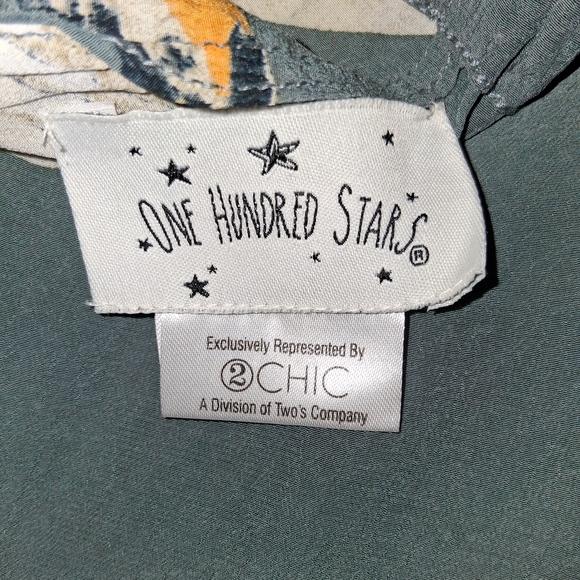 ONE HUNDRED STARS®
Exclusively Represented By
②CHIC
A Division of Two's Company